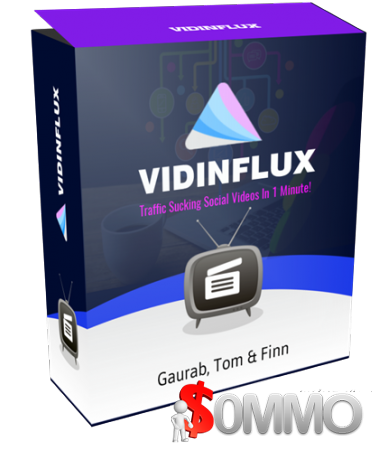 VIDINFLUX
VIDINFLUX
VIDINFLUX
Traffic Sucking Social Videos In 1 Minute!
Gaurab, Tom & Finn
$OMMO